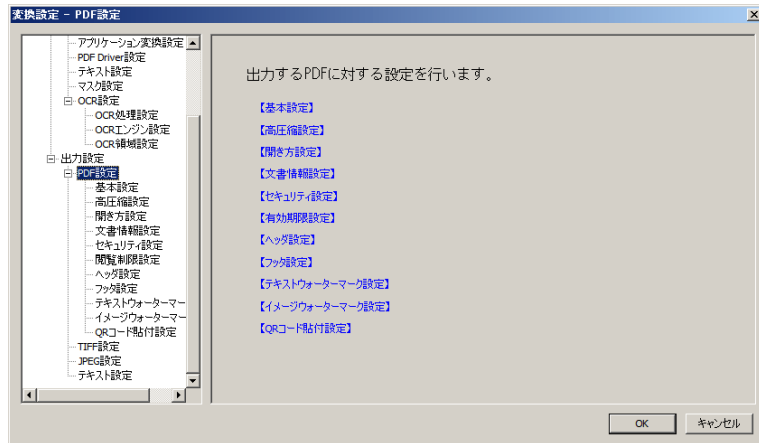 変換設定 - PDF設定
アプリケーション変換設定
PDF Driver設定
テキスト設定
マスク設定
OCR設定
OCR処理設定
OCRエンジン設定
OCR領域設定
出力設定
PDF設定
基本設定
高圧縮設定
開き方設定
文書情報設定
セキュリティ設定
閲覧制限設定
ヘッダ設定
フッタ設定
テキストウォーターマー
イメージウォーターマー
QRコード貼付設定
TIFF設定
JPEG設定
テキスト設定
出力するPDFに対する設定を行います。
【基本設定】
【高圧縮設定】
【開き方設定】
【文書情報設定】
【セキュリティ設定】
【有効期限設定】
【ヘッダ設定】
【フッタ設定】
【テキストウォーターマーク設定】
【イメージウォーターマーク設定】
【QRコード貼付設定】
OK
キャンセル